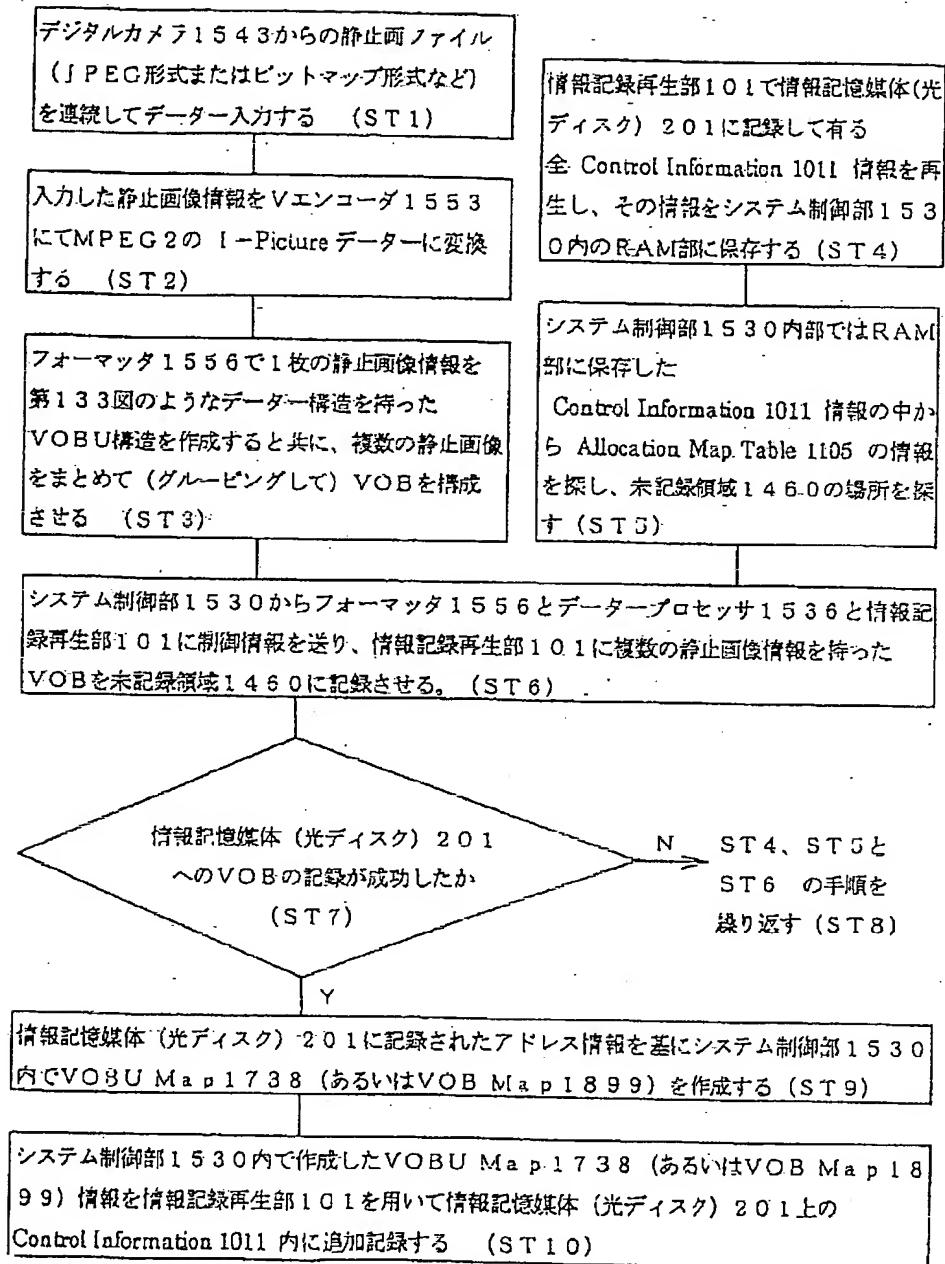 デジタルカメラ1543からの静止画ファイル
(JPEG形式またはビットマップ形式など)
を連続してデーター入力する (ST1)
入力した静止画像情報をVエンコーダ1553
にてMPEG2の I-Picture データーに変換
する (ST2)
フォーマッタ1556で1枚の静止画像情報を
第133図のようなデーター構造を持った
VOBU構造を作成すると共に、複数の静止画像
をまとめて(グルーピングして)VOBを構成
させる (ST3)
情報記録再生部101で情報記憶媒体(光
ディスク)201に記録して有る
全 Control Information 1011 情報を再
生し、その情報をシステム制御部153
0内のRAM部に保存する(ST4)
システム制御部1530内部ではRAM
部に保存した
Control Information 1011 情報の中か
ら Allocation Map Table 1105 の情報
を探し、未記録領域1460の場所を探
す(ST5)
システム制御部1530からフォーマッタ1556とデータープロセッサ1536と情報記
録再生部101に制御情報を送り、情報記録再生部101に複数の静止画像情報を持った
VOBを未記録領域1460に記録させる。(ST6)
情報記憶媒体(光ディスク)201
へのVOBの記録が成功したか
(ST7)
N
ST4、ST5と
ST6 の手順を
繰り返す(ST8)
Y
情報記憶媒体(光ディスク)201に記録されたアドレス情報を基にシステム制御部1530
内でVOBU Map1738(あるいはVOB Map1899)を作成する(ST9)
システム制御部1530内で作成したVOBU Map1738(あるいはVOB Map18
99)情報を情報記録再生部101を用いて情報記憶媒体(光ディスク)201上の
Control Information 1011 内に追加記録する (ST10)